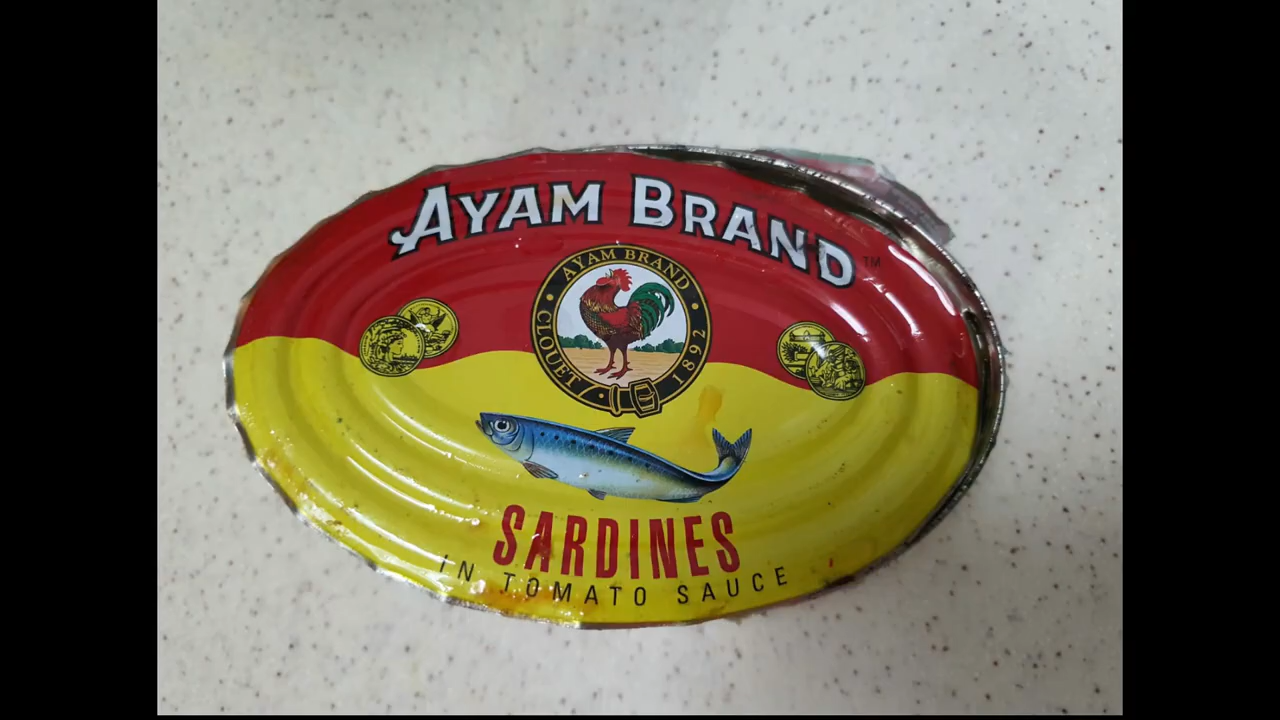 AYAM BRAND™
AYAM BRAND
CLOUET 1892
SARDINES
IN TOMATO SAUCE